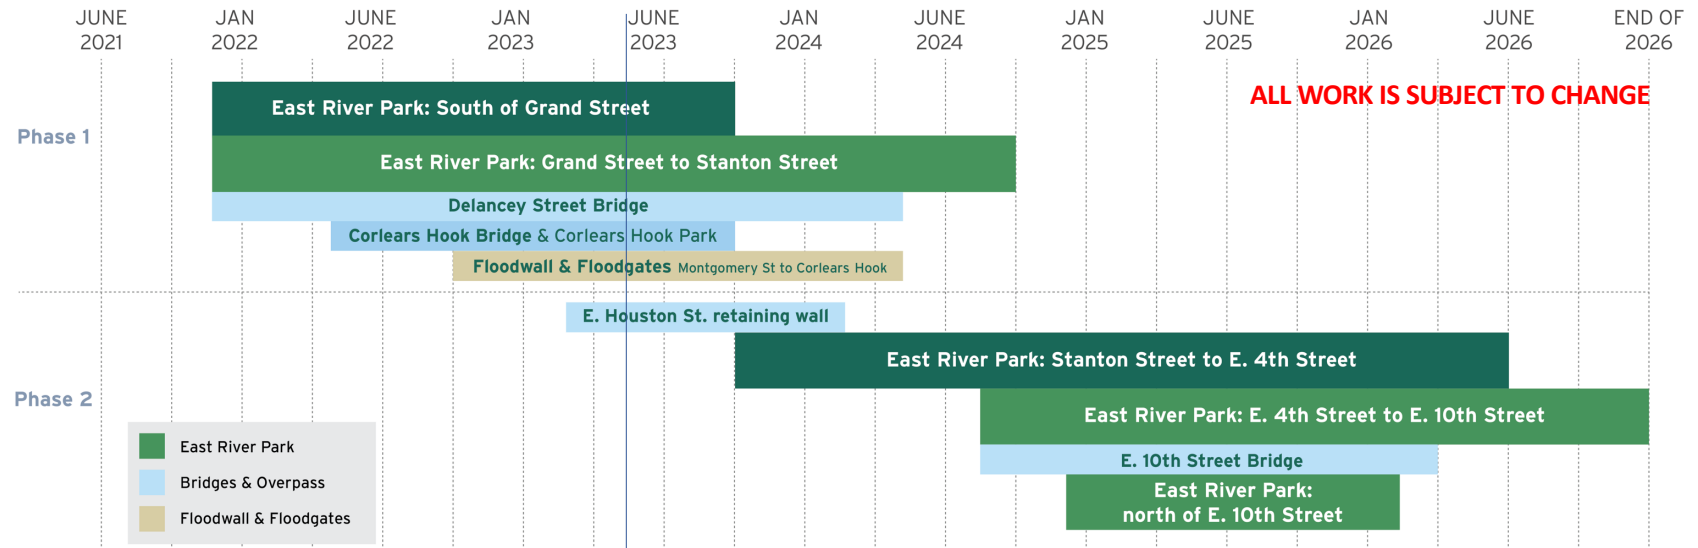 JUNE 2021
JAN 2022
JUNE 2022
JAN 2023
JUNE 2023
JAN 2024
JUNE 2024
JAN 2025
JUNE 2025
JAN 2026
JUNE 2026
END OF 2026
ALL WORK IS SUBJECT TO CHANGE
Phase 1
East River Park: South of Grand Street
East River Park: Grand Street to Stanton Street
Delancey Street Bridge
Corlears Hook Bridge & Corlears Hook Park
Floodwall & Floodgates Montgomery St to Corlears Hook
Phase 2
E. Houston St. retaining wall
East River Park: Stanton Street to E. 4th Street
East River Park: E. 4th Street to E. 10th Street
E. 10th Street Bridge
East River Park:
north of E. 10th Street
East River Park
Bridges & Overpass
Floodwall & Floodgates